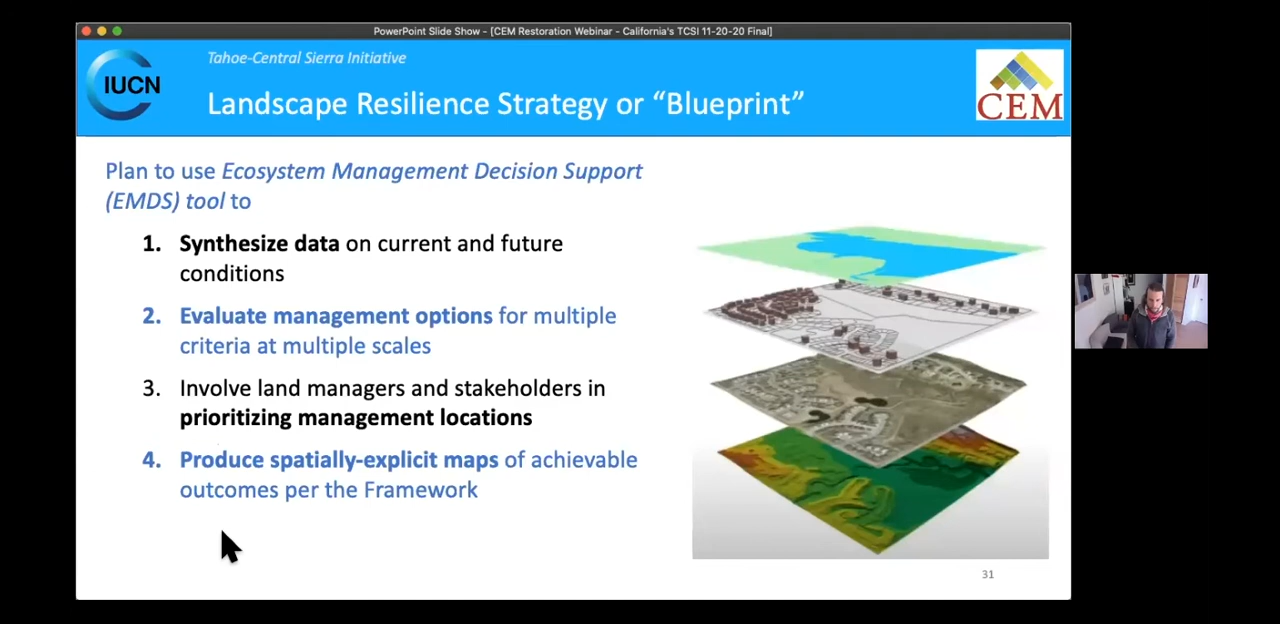 PowerPoint Slide Show - [CEM Restoration Webinar - California's TCSI 11-20-20 Final]
IUCN
Tahoe-Central Sierra Initiative
Landscape Resilience Strategy or “Blueprint”
CEM
Plan to use Ecosystem Management Decision Support
(EMDS) tool to
1. Synthesize data on current and future
conditions
2. Evaluate management options for multiple
criteria at multiple scales
3. Involve land managers and stakeholders in
prioritizing management locations
4. Produce spatially-explicit maps of achievable
outcomes per the Framework
31